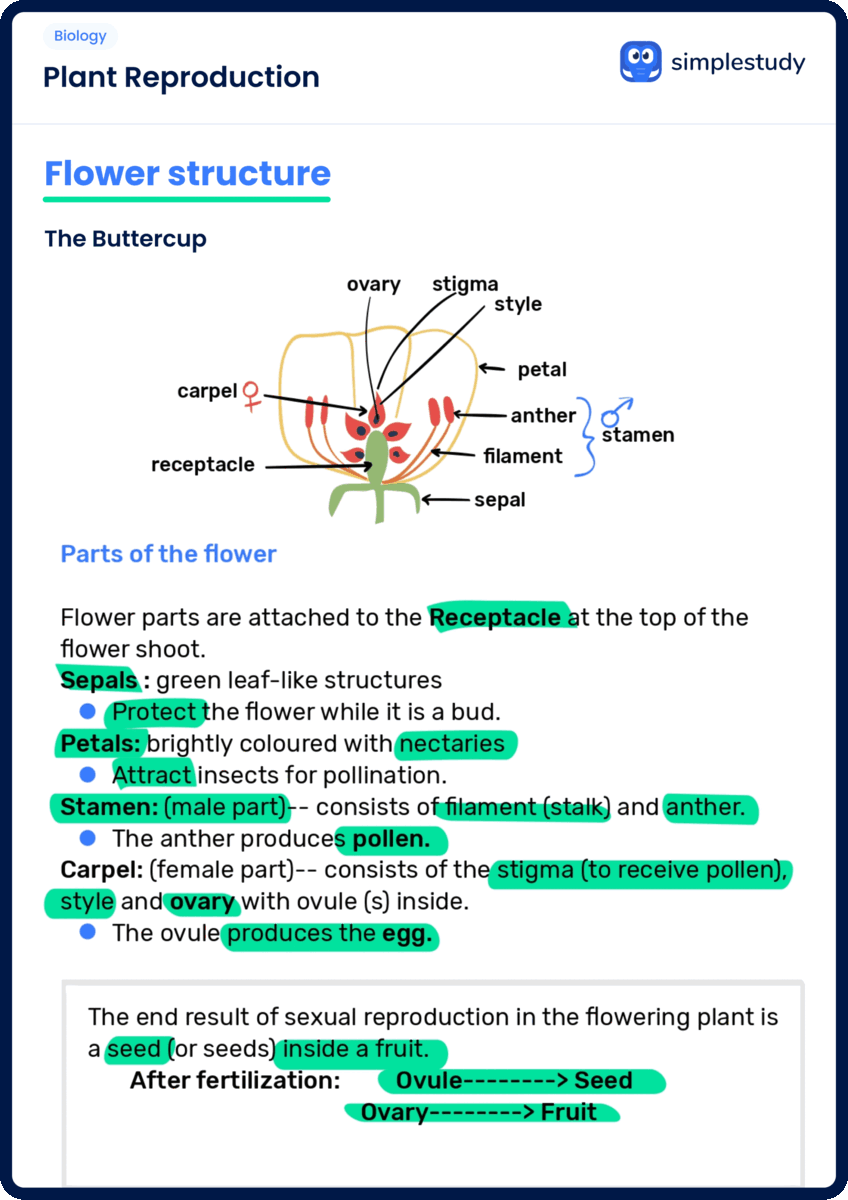 Biology
Plant Reproduction
simplestudy
Flower structure
The Buttercup
ovary stigma
style
petal
carpel ♀
anther
♂
stamen
filament
receptacle
sepal
Parts of the flower
Flower parts are attached to the Receptacle at the top of the
flower shoot.
Sepals : green leaf-like structures
● Protect the flower while it is a bud.
Petals: brightly coloured with nectaries
● Attract insects for pollination.
Stamen: (male part)-- consists of filament (stalk) and anther.
● The anther produces pollen.
Carpel: (female part)-- consists of the stigma (to receive pollen),
style and ovary with ovule (s) inside.
● The ovule produces the egg.
The end result of sexual reproduction in the flowering plant is
a seed (or seeds) inside a fruit.
After fertilization: Ovule--------> Seed
Ovary--------> Fruit